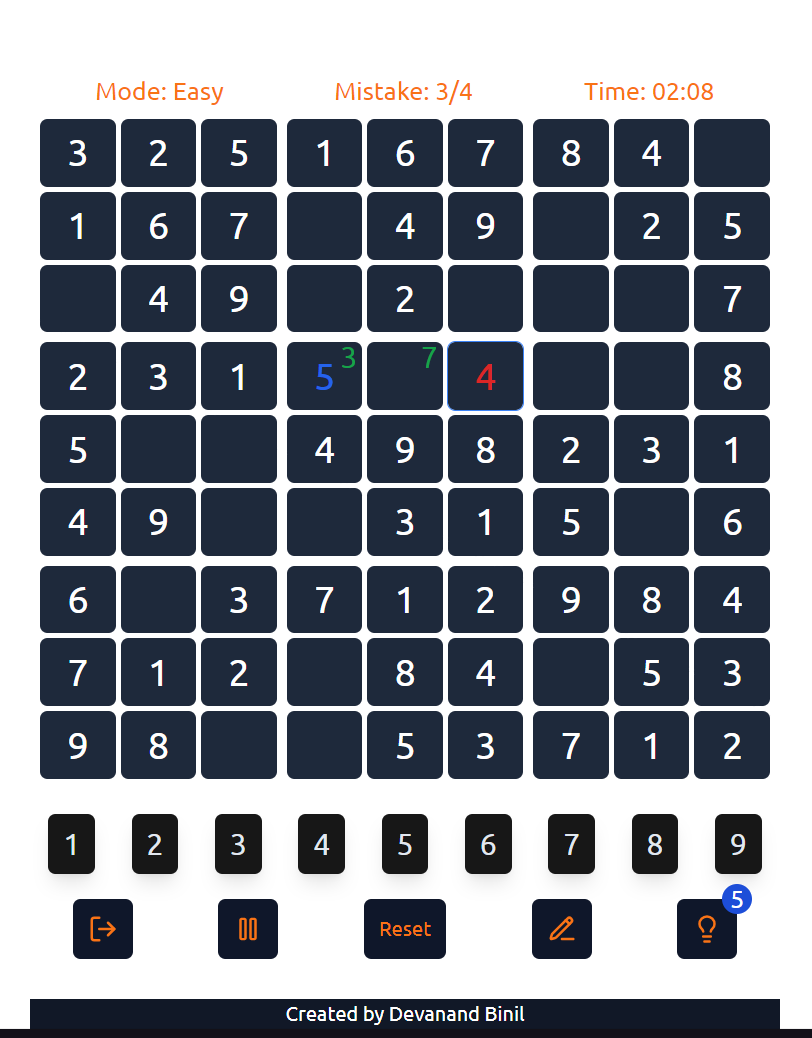 Mode: Easy Mistake: 3/4 Time: 02:08
3 2 5 1 6 7 8 4
1 6 7 4 9 2 5
4 9 2 7
2 3 1 5 3 7 4 8
5 4 9 8 2 3 1
4 9 3 1 5 6
6 3 7 1 2 9 8 4
7 1 2 8 4 5 3
9 8 5 3 7 1 2
1 2 3 4 5 6 7 8 9
Reset 5
Created by Devanand Binil